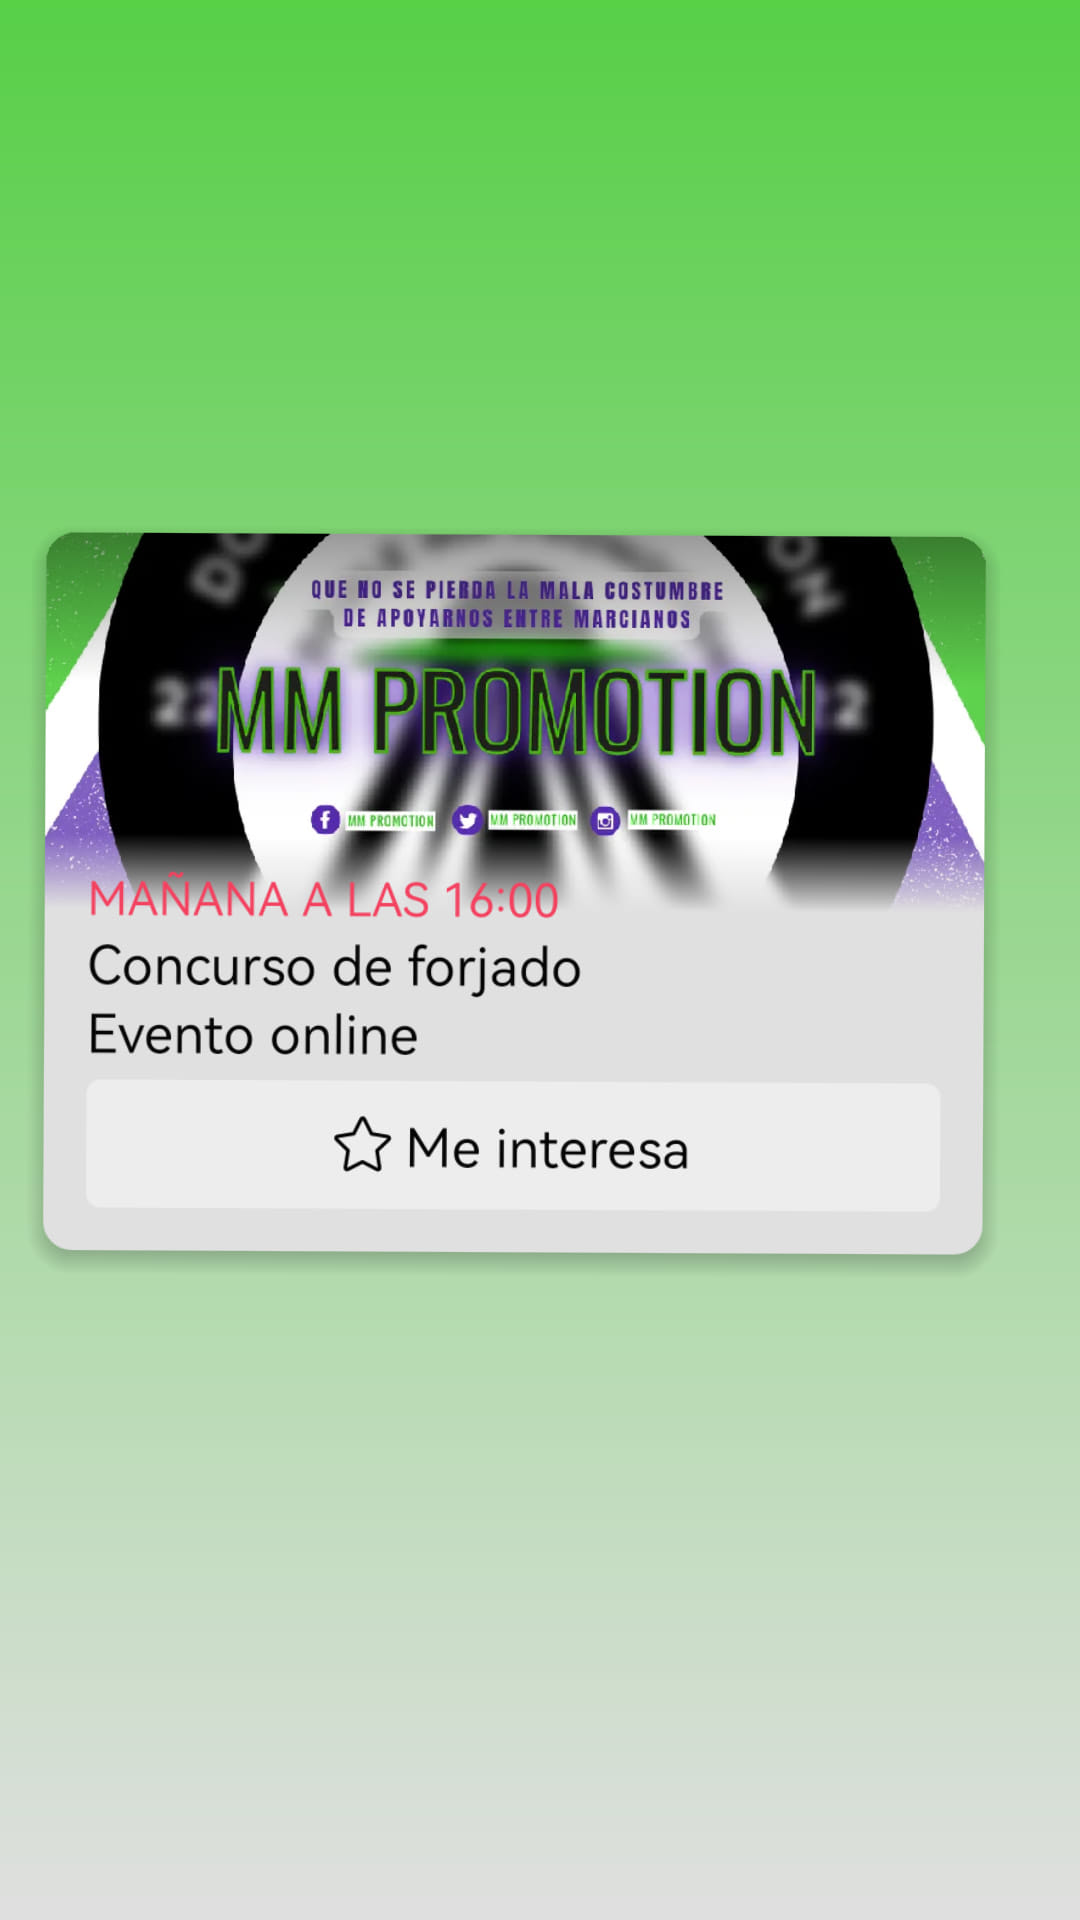 QUE NO SE PIERDA LA MALA COSTUMBRE
DE APOYARNOS ENTRE MARCIANOS
MM PROMOTION
MM PROMOTION MM PROMOTION MM PROMOTION
MAÑANA A LAS 16:00
Concurso de forjado
Evento online
Me interesa